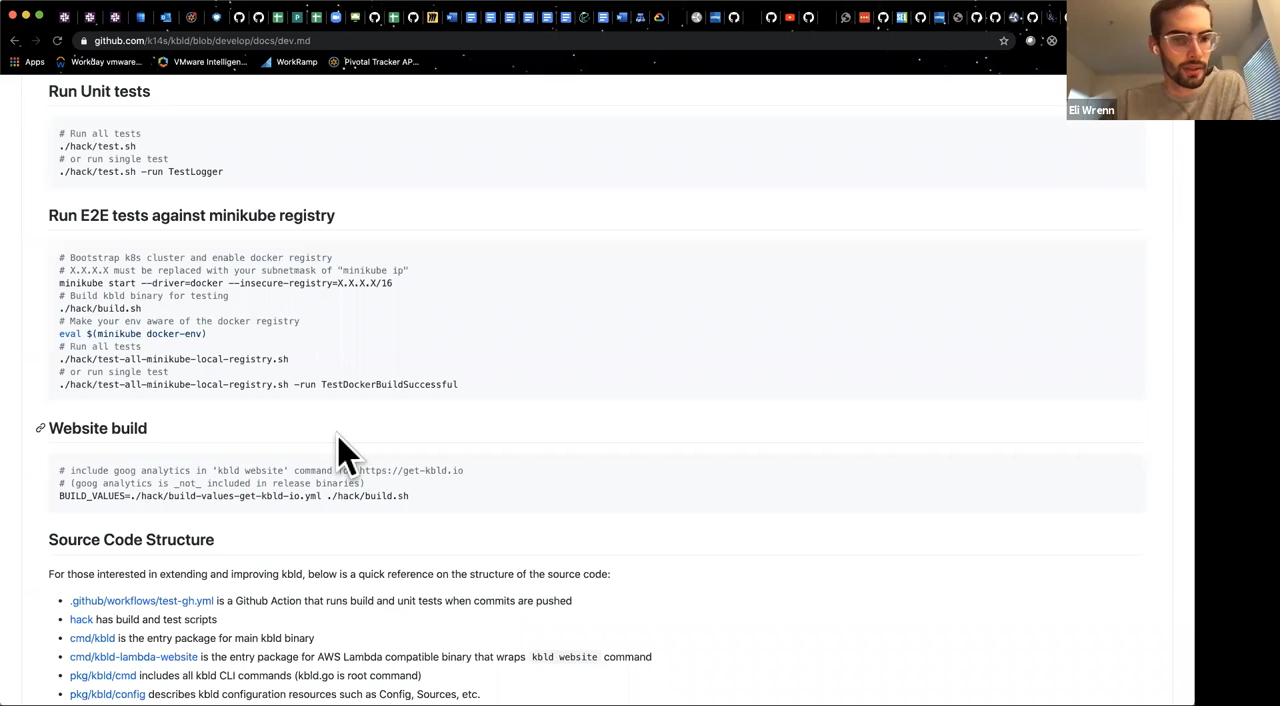 github.com/k14s/kbld/blob/develop/docs/dev.md
Apps
Workday vmware...
VMware Intelligen...
WorkRamp
Pivotal Tracker AP...
Eli Wrenn
Run Unit tests
# Run all tests
./hack/test.sh
# or run single test
./hack/test.sh -run TestLogger
Run E2E tests against minikube registry
# Bootstrap k8s cluster and enable docker registry
# X.X.X.X must be replaced with your subnetmask of "minikube ip"
minikube start --driver=docker --insecure-registry=X.X.X.X/16
# Build kbld binary for testing
./hack/build.sh
# Make your env aware of the docker registry
eval $(minikube docker-env)
# Run all tests
./hack/test-all-minikube-local-registry.sh
# or run single test
./hack/test-all-minikube-local-registry.sh -run TestDockerBuildSuccessful
Website build
# include goog analytics in 'kbld website' command https://get-kbld.io
# (goog analytics is _not_ included in release binaries)
BUILD_VALUES=./hack/build-values-get-kbld-io.yml ./hack/build.sh
Source Code Structure
For those interested in extending and improving kbld, below is a quick reference on the structure of the source code:
• .github/workflows/test-gh.yml is a Github Action that runs build and unit tests when commits are pushed
• hack has build and test scripts
• cmd/kbld is the entry package for main kbld binary
• cmd/kbld-lambda-website is the entry package for AWS Lambda compatible binary that wraps kbld website command
• pkg/kbld/cmd includes all kbld CLI commands (kbld.go is root command)
• pkg/kbld/config describes kbld configuration resources such as Config, Sources, etc.